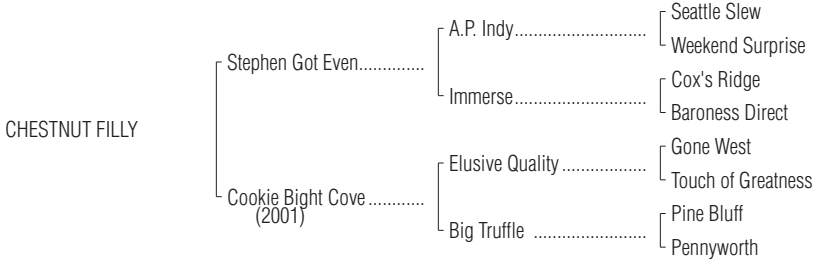 Seattle Slew
A.P. Indy..........................
Weekend Surprise
Stephen Got Even..............
Cox's Ridge
Immerse..........................
Baroness Direct
CHESTNUT FILLY
Gone West
Elusive Quality .................
Touch of Greatness
Cookie Bight Cove ............
(2001)
Pine Bluff
Big Truffle .......................
Pennyworth